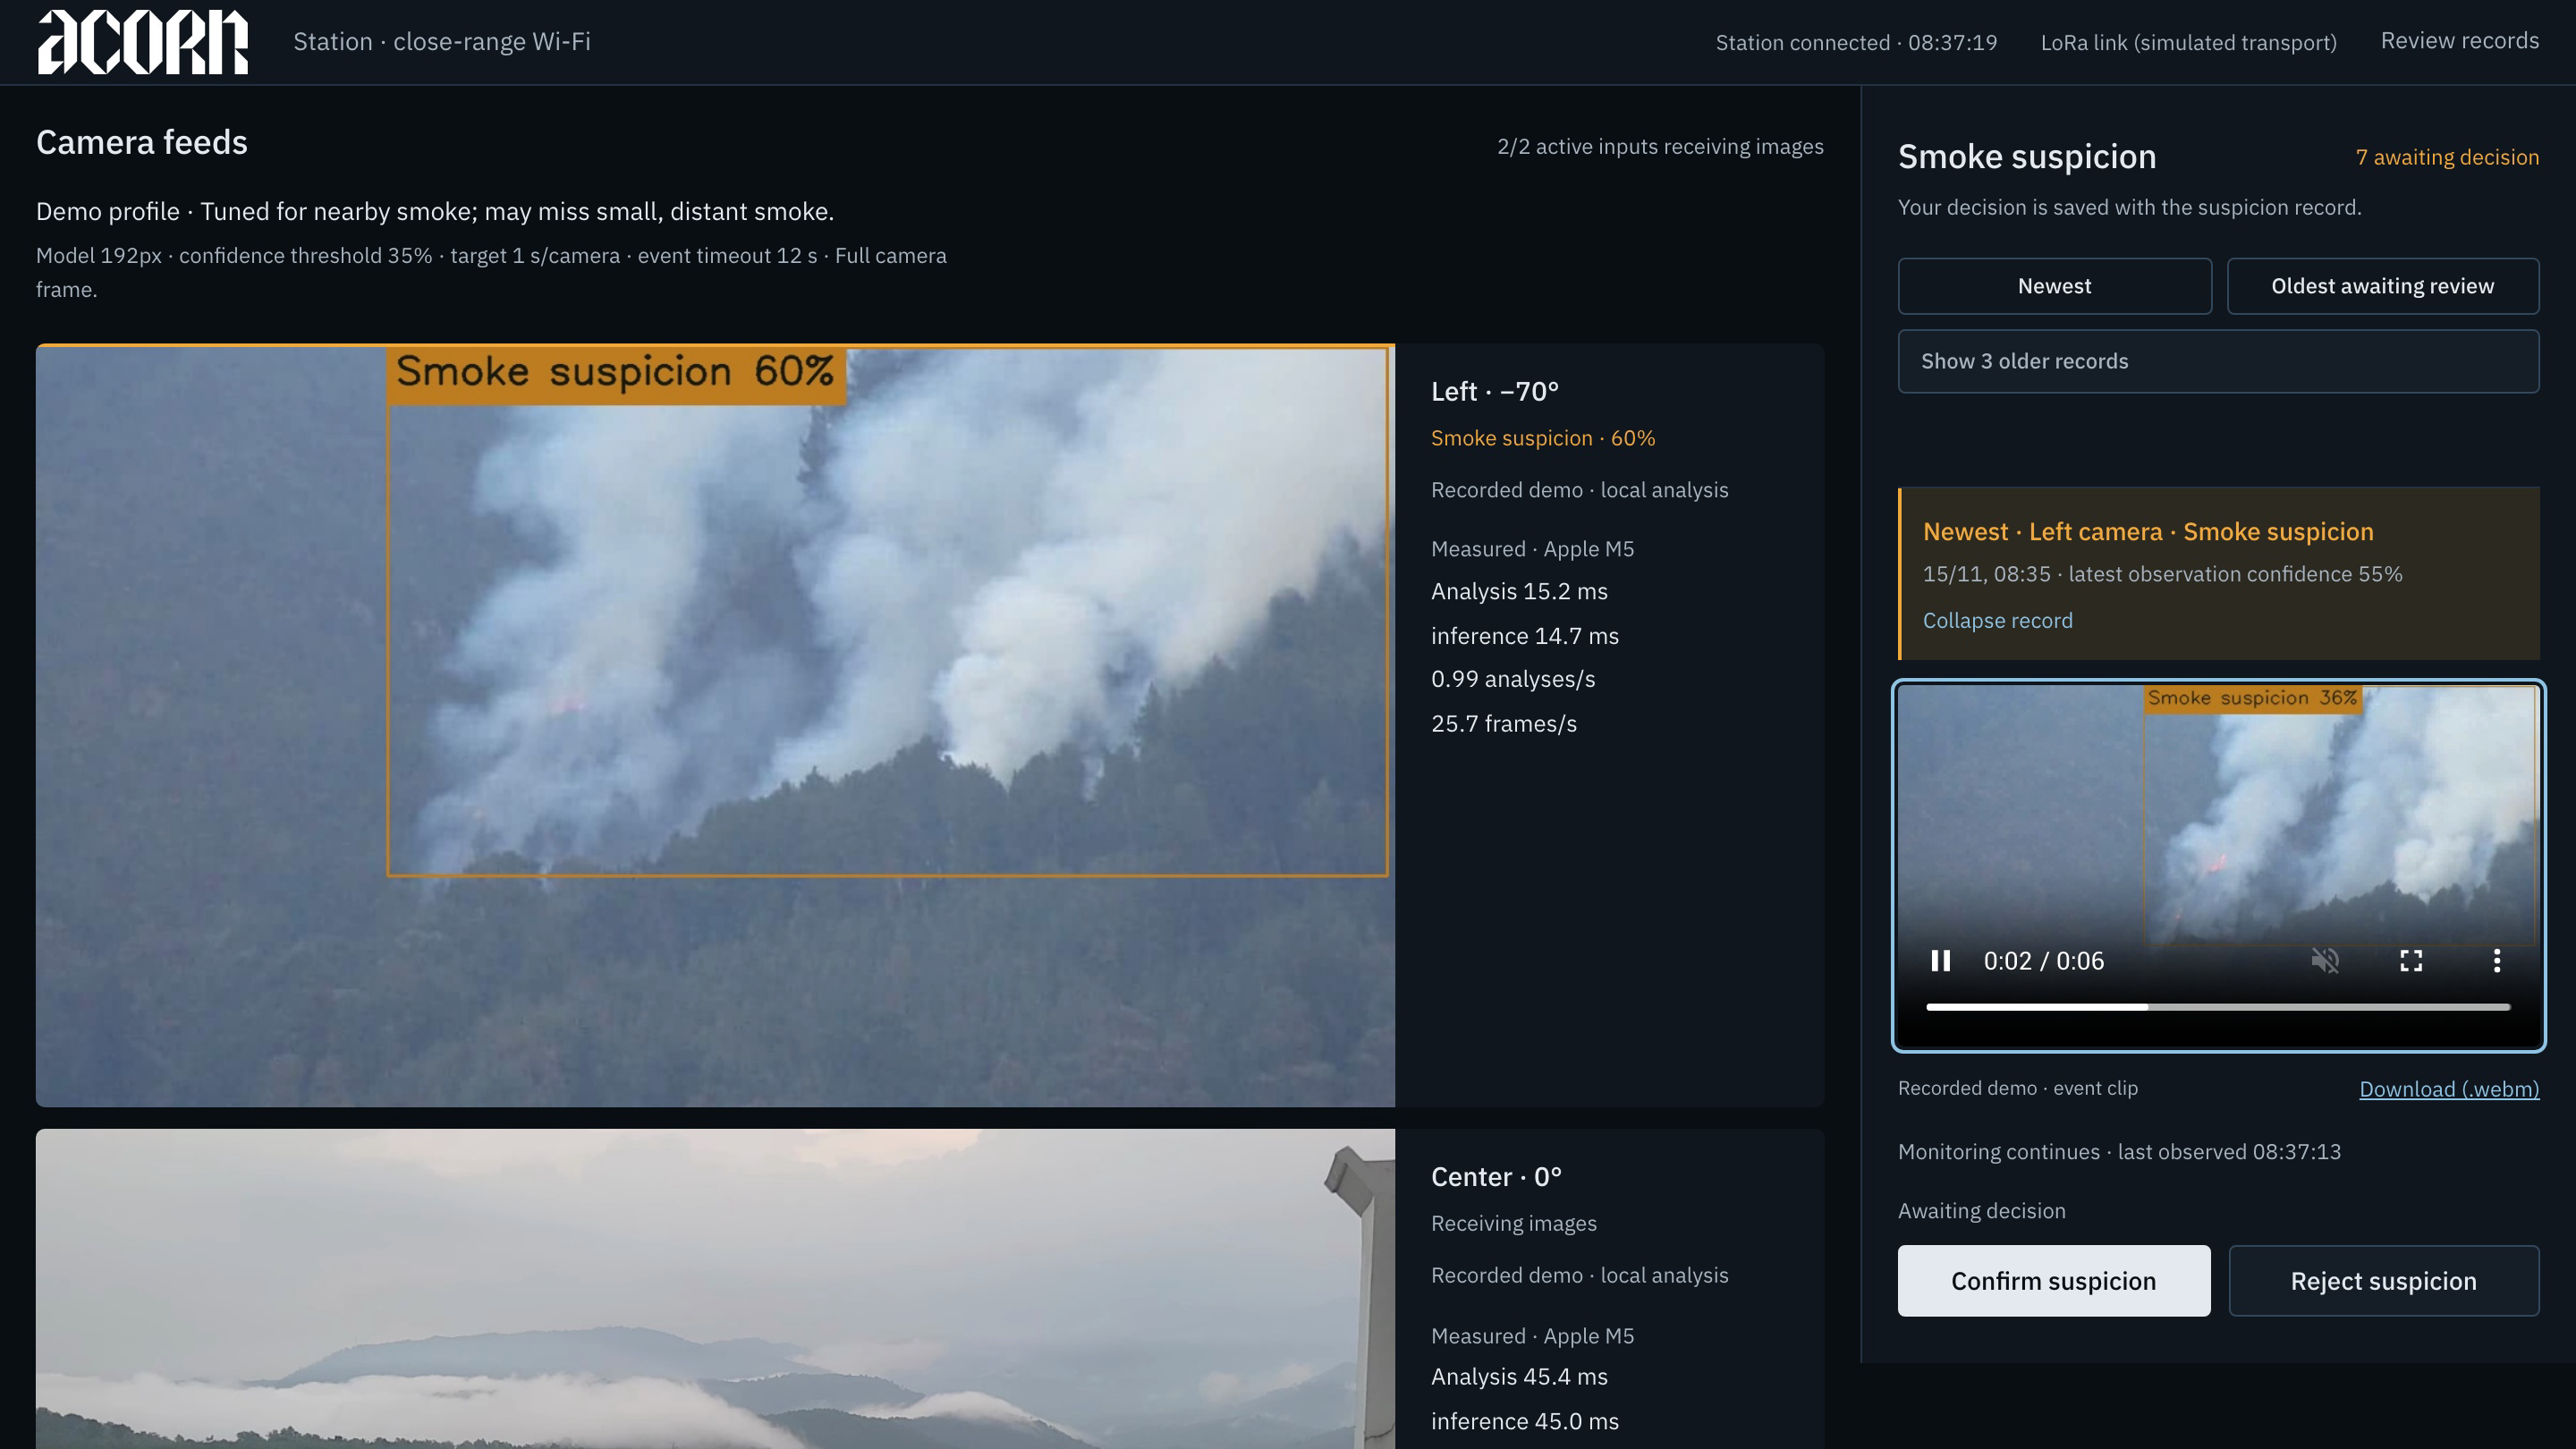 acorn
Station · close-range Wi-Fi
Station connected · 08:37:19
LoRa link (simulated transport)
Review records
Camera feeds
2/2 active inputs receiving images
Demo profile · Tuned for nearby smoke; may miss small, distant smoke.
Model 192px · confidence threshold 35% · target 1 s/camera · event timeout 12 s · Full camera
frame.
Smoke suspicion 60%
Left · −70°
Smoke suspicion · 60%
Recorded demo · local analysis
Measured · Apple M5
Analysis 15.2 ms
inference 14.7 ms
0.99 analyses/s
25.7 frames/s
Center · 0°
Receiving images
Recorded demo · local analysis
Measured · Apple M5
Analysis 45.4 ms
inference 45.0 ms
Smoke suspicion
7 awaiting decision
Your decision is saved with the suspicion record.
Newest
Oldest awaiting review
Show 3 older records
Newest · Left camera · Smoke suspicion
15/11, 08:35 · latest observation confidence 55%
Collapse record
Smoke suspicion 36%
0:02 / 0:06
Recorded demo · event clip
Download (.webm)
Monitoring continues · last observed 08:37:13
Awaiting decision
Confirm suspicion
Reject suspicion